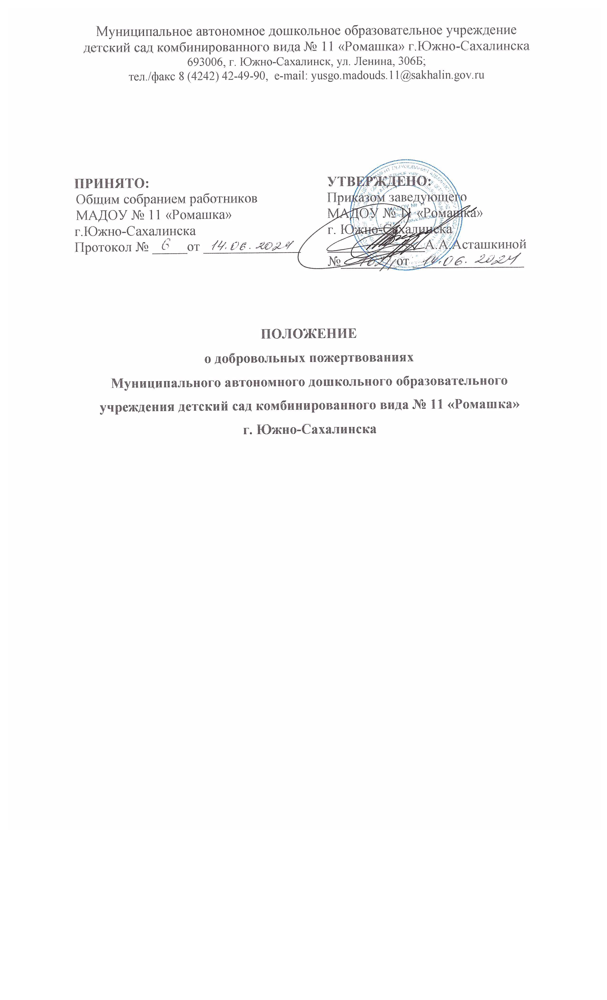 Муниципальное автономное дошкольное образовательное учреждение
детский сад комбинированного вида № 11 «Ромашка» г.Южно-Сахалинска
693006, г. Южно-Сахалинск, ул. Ленина, 306Б;
тел./факс 8 (4242) 42-49-90, e-mail: yusgo.madouds.11@sakhalin.gov.ru
ПРИНЯТО:
Общим собранием работников
МАДОУ № 11 «Ромашка»
г.Южно-Сахалинска
Протокол № 6 от 14.06.2024
УТВЕРЖДЕНО:
Приказом заведующего
МАДОУ № 11 «Ромашка»
г. Южно-Сахалинска
А.А.Асташкиной
№ от 14.06.2024
МАДОУ № 11
ПОЛОЖЕНИЕ
о добровольных пожертвованиях
Муниципального автономного дошкольного образовательного
учреждения детский сад комбинированного вида № 11 «Ромашка»
г. Южно-Сахалинска